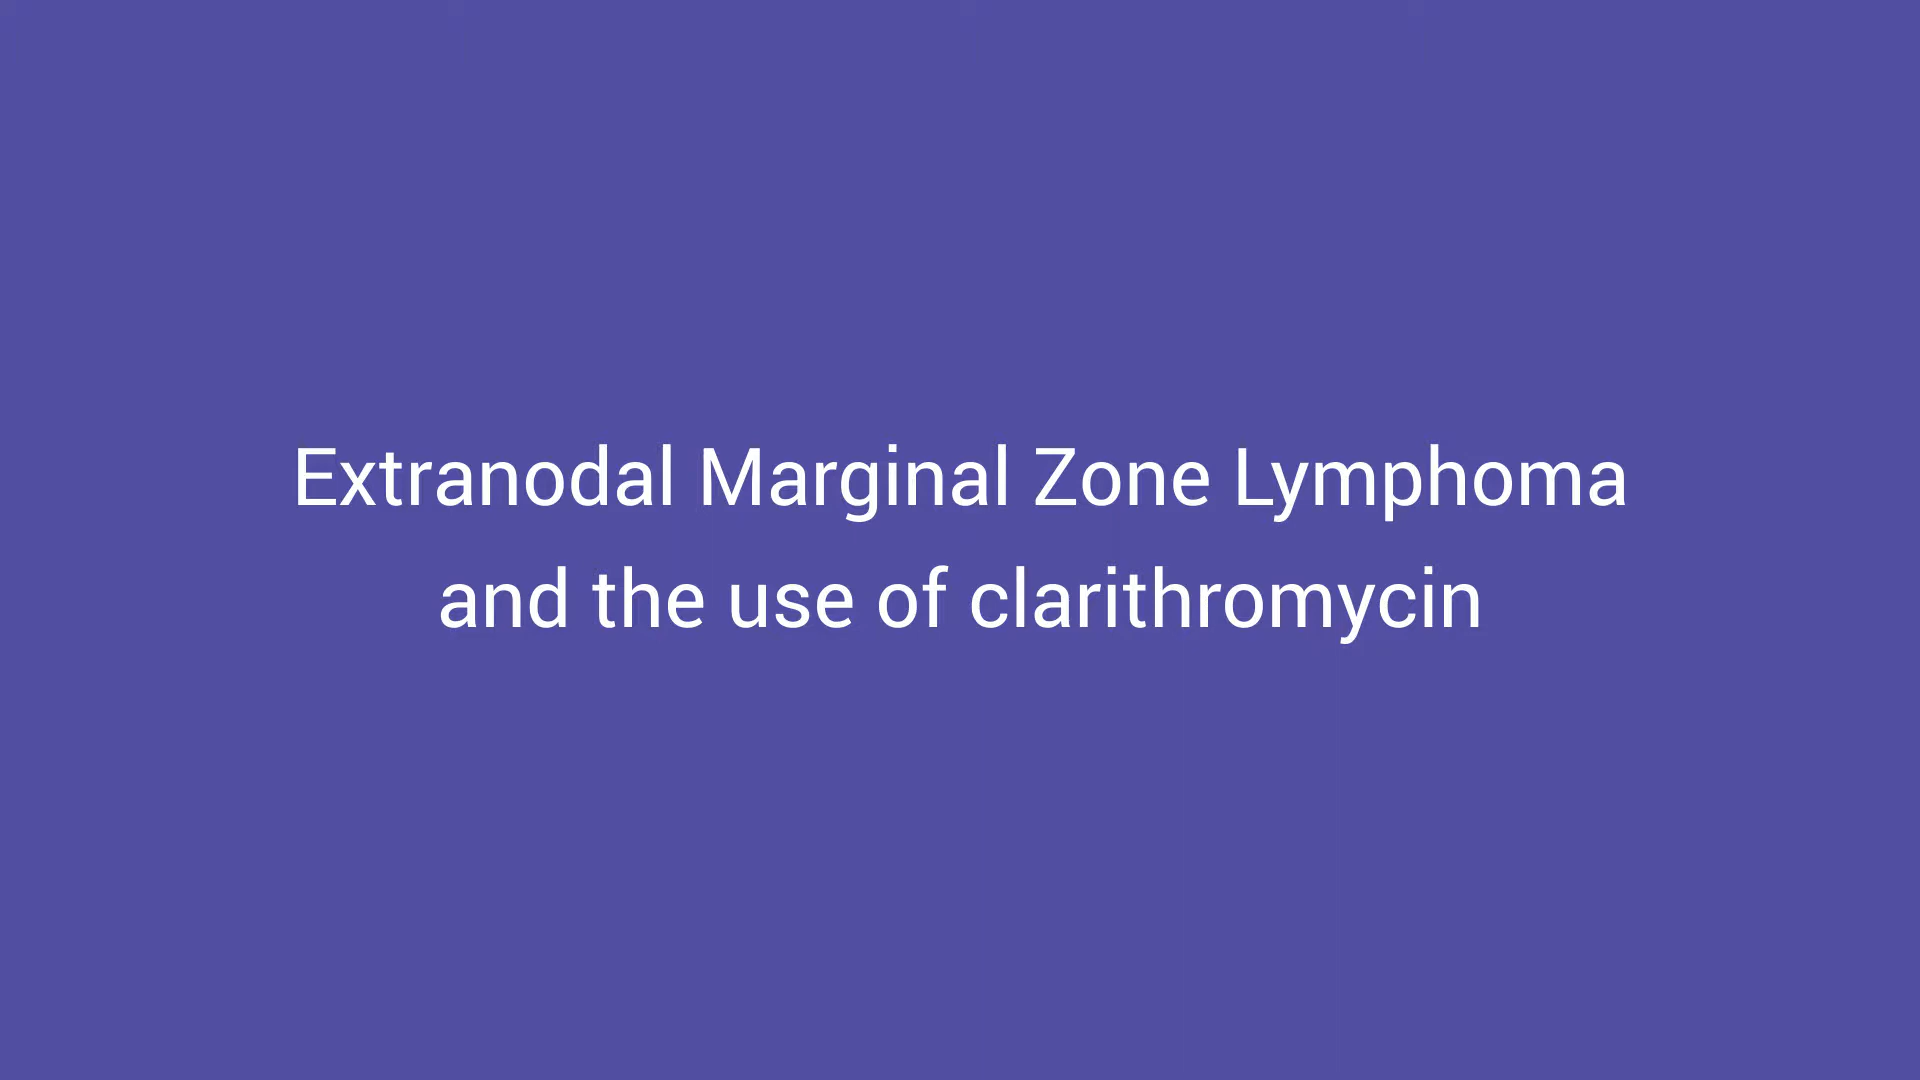 Extranodal Marginal Zone Lymphoma
and the use of clarithromycin